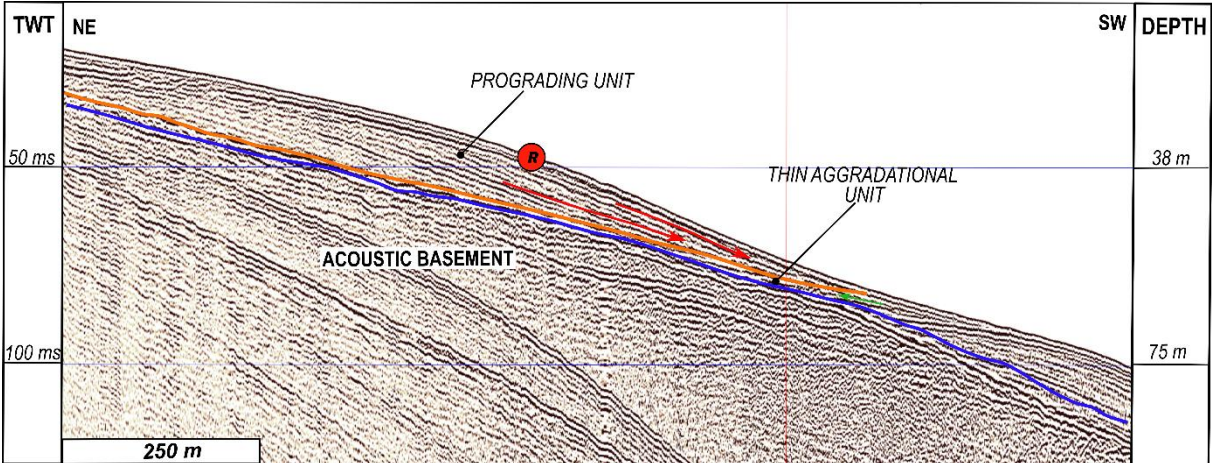 TWT
NE
SW
DEPTH
PROGRADING UNIT
R
50 ms
38 m
THIN AGGRADATIONAL
UNIT
ACOUSTIC BASEMENT
100 ms
75 m
250 m